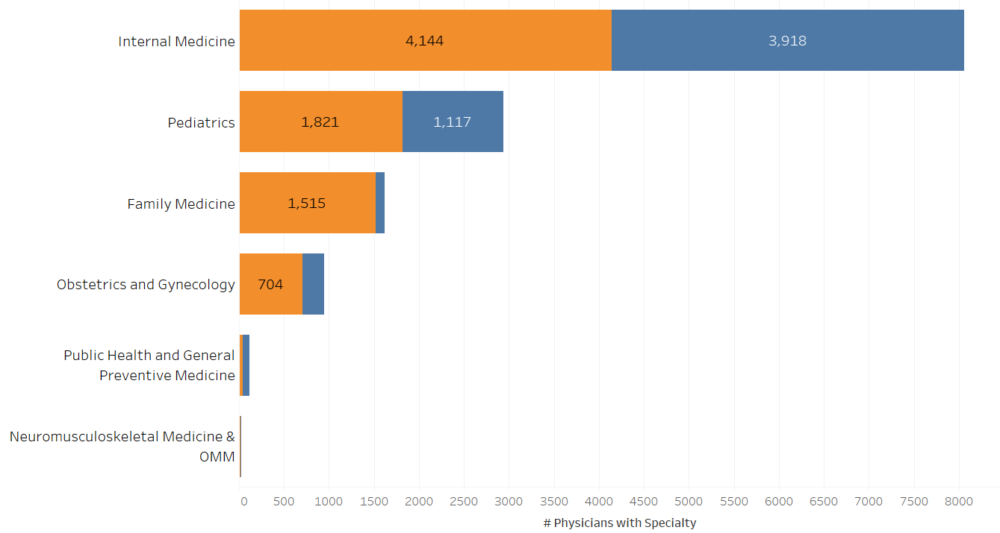 Internal Medicine
4,144
3,918
Pediatrics
1,821
1,117
Family Medicine
1,515
Obstetrics and Gynecology
704
Public Health and General
Preventive Medicine
Neuromusculoskeletal Medicine &
OMM
0 500 1000 1500 2000 2500 3000 3500 4000 4500 5000 5500 6000 6500 7000 7500 8000
# Physicians with Specialty